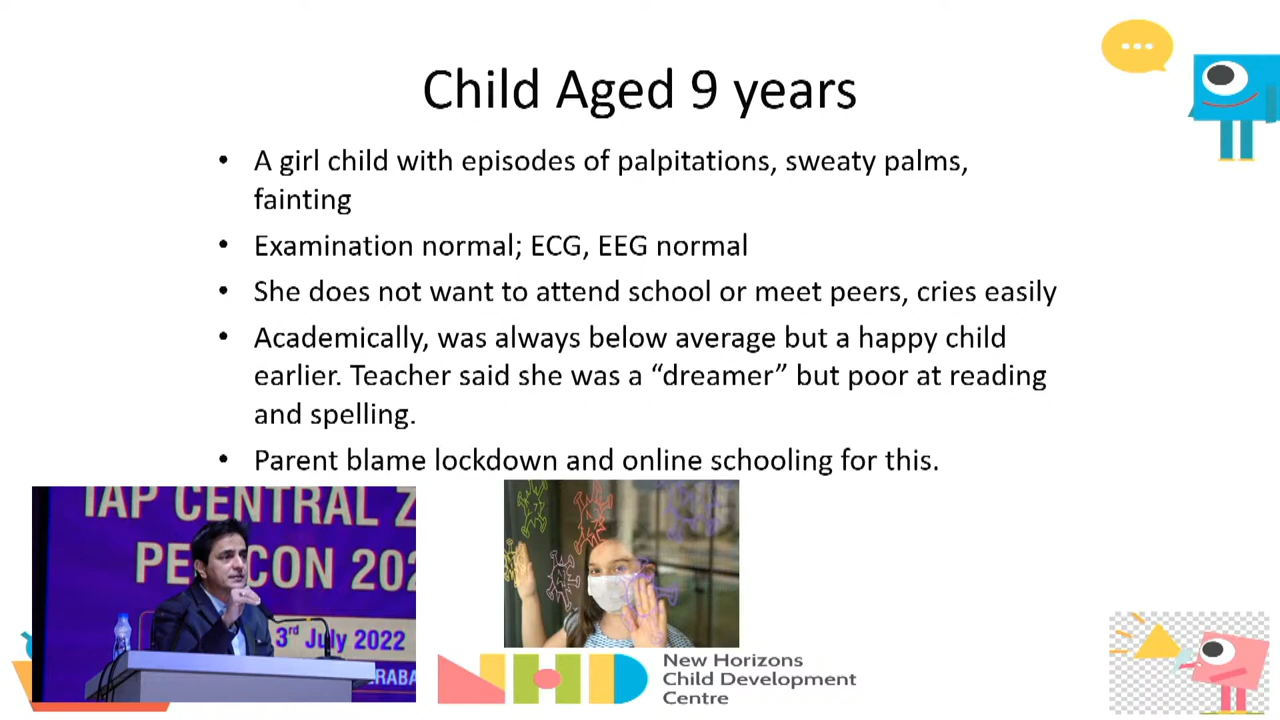 Child Aged 9 years
• A girl child with episodes of palpitations, sweaty palms,
fainting
• Examination normal; ECG, EEG normal
• She does not want to attend school or meet peers, cries easily
• Academically, was always below average but a happy child
earlier. Teacher said she was a “dreamer” but poor at reading
and spelling.
• Parent blame lockdown and online schooling for this.
IAP CENTRAL Z
CON 202
3rd July 2022
ERABA
NHD
New Horizons
Child Development
Centre